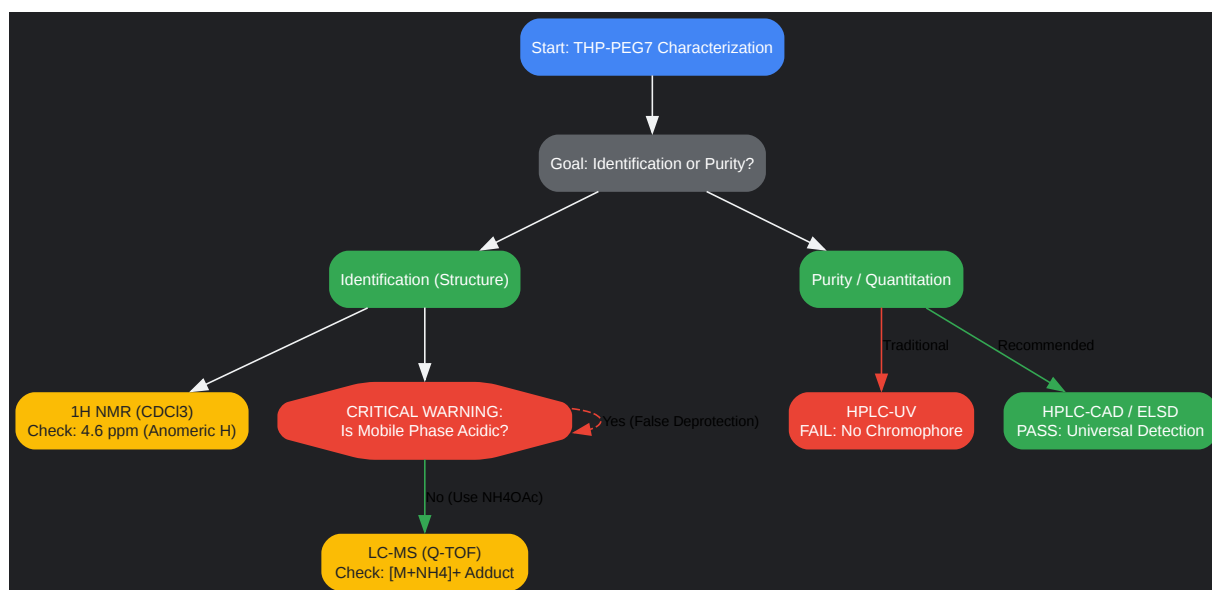 Start: THP-PEG7 Characterization
Goal: Identification or Purity?
Identification (Structure)
Purity / Quantitation
Traditional
Recommended
1H NMR (CDCl3)
Check: 4.6 ppm (Anomeric H)
CRITICAL WARNING:
Is Mobile Phase Acidic?
Yes (False Deprotection)
HPLC-UV
FAIL: No Chromophore
HPLC-CAD / ELSD
PASS: Universal Detection
No (Use NH4OAc)
LC-MS (Q-TOF)
Check: [M+NH4]+ Adduct